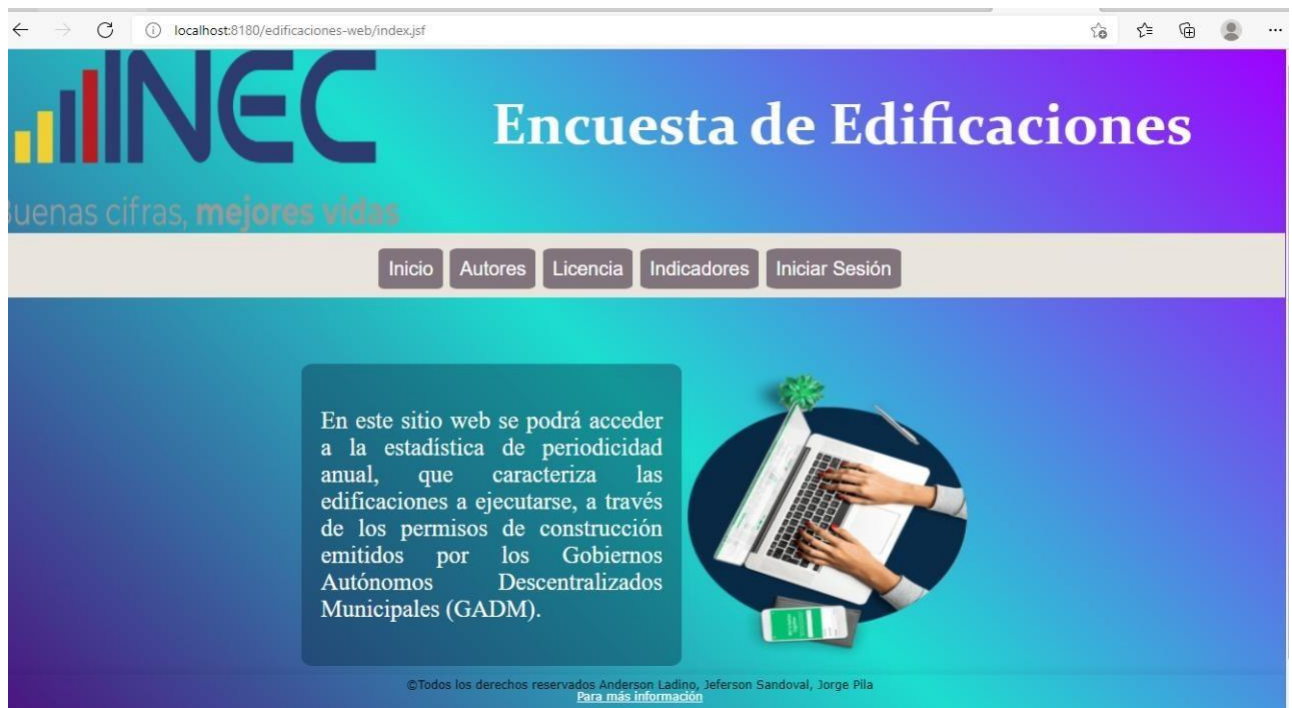 localhost:8180/edificaciones-web/index.jsf
INEC
Buenas cifras, mejores vidas
Encuesta de Edificaciones
Inicio Autores Licencia Indicadores Iniciar Sesión
En este sitio web se podrá acceder
a la estadística de periodicidad
anual, que caracteriza las
edificaciones a ejecutarse, a través
de los permisos de construcción
emitidos por los Gobiernos
Autónomos Descentralizados
Municipales (GADM).
©Todos los derechos reservados Anderson Ladino, Jeferson Sandoval, Jorge Pila
Para más información